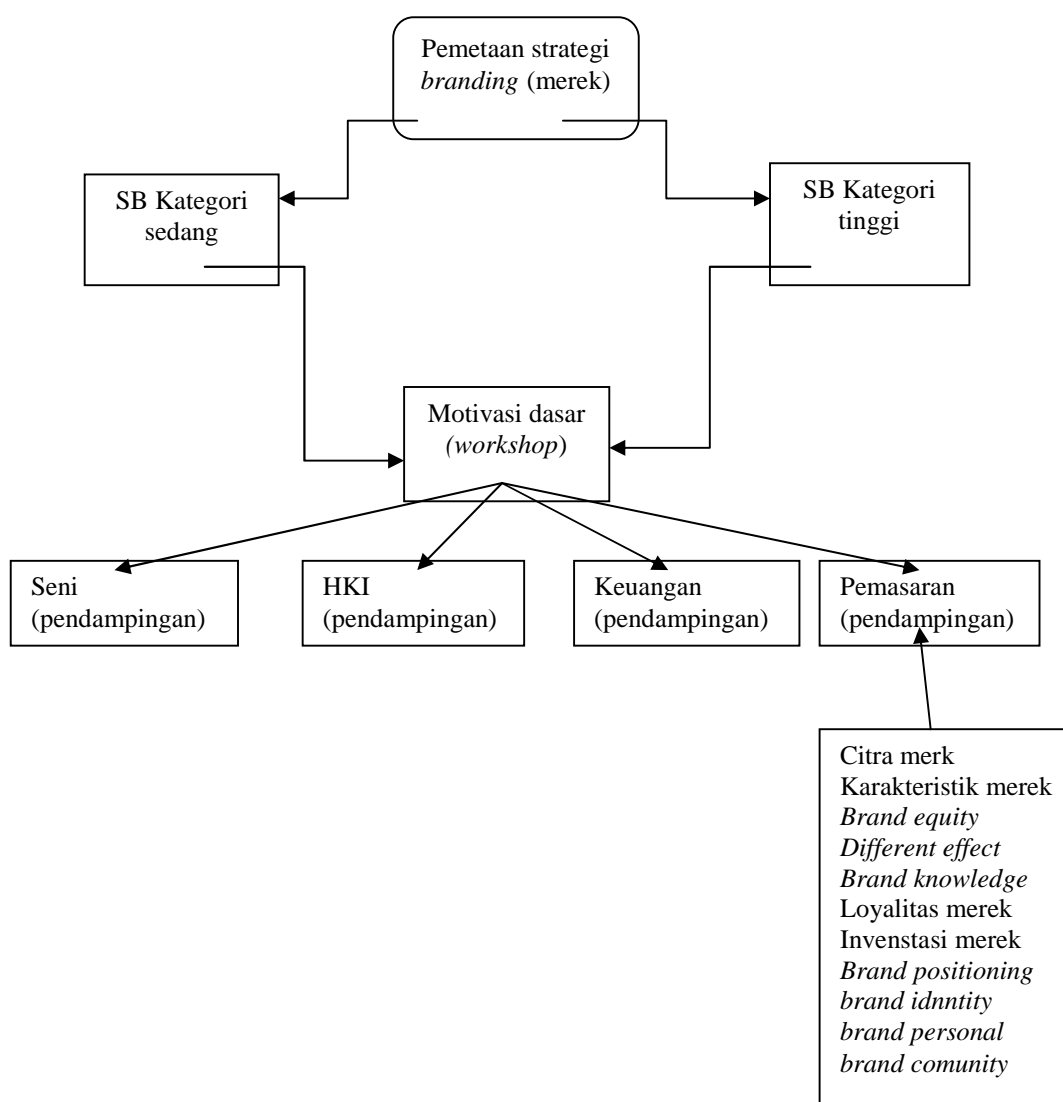 Pemetaan strategi
branding (merek)
SB Kategori
sedang
SB Kategori
tinggi
Motivasi dasar
(workshop)
Seni
(pendampingan)
HKI
(pendampingan)
Keuangan
(pendampingan)
Pemasaran
(pendampingan)
Citra merk
Karakteristik merek
Brand equity
Different effect
Brand knowledge
Loyalitas merek
Invenstasi merek
Brand positioning
brand idnntity
brand personal
brand comunity